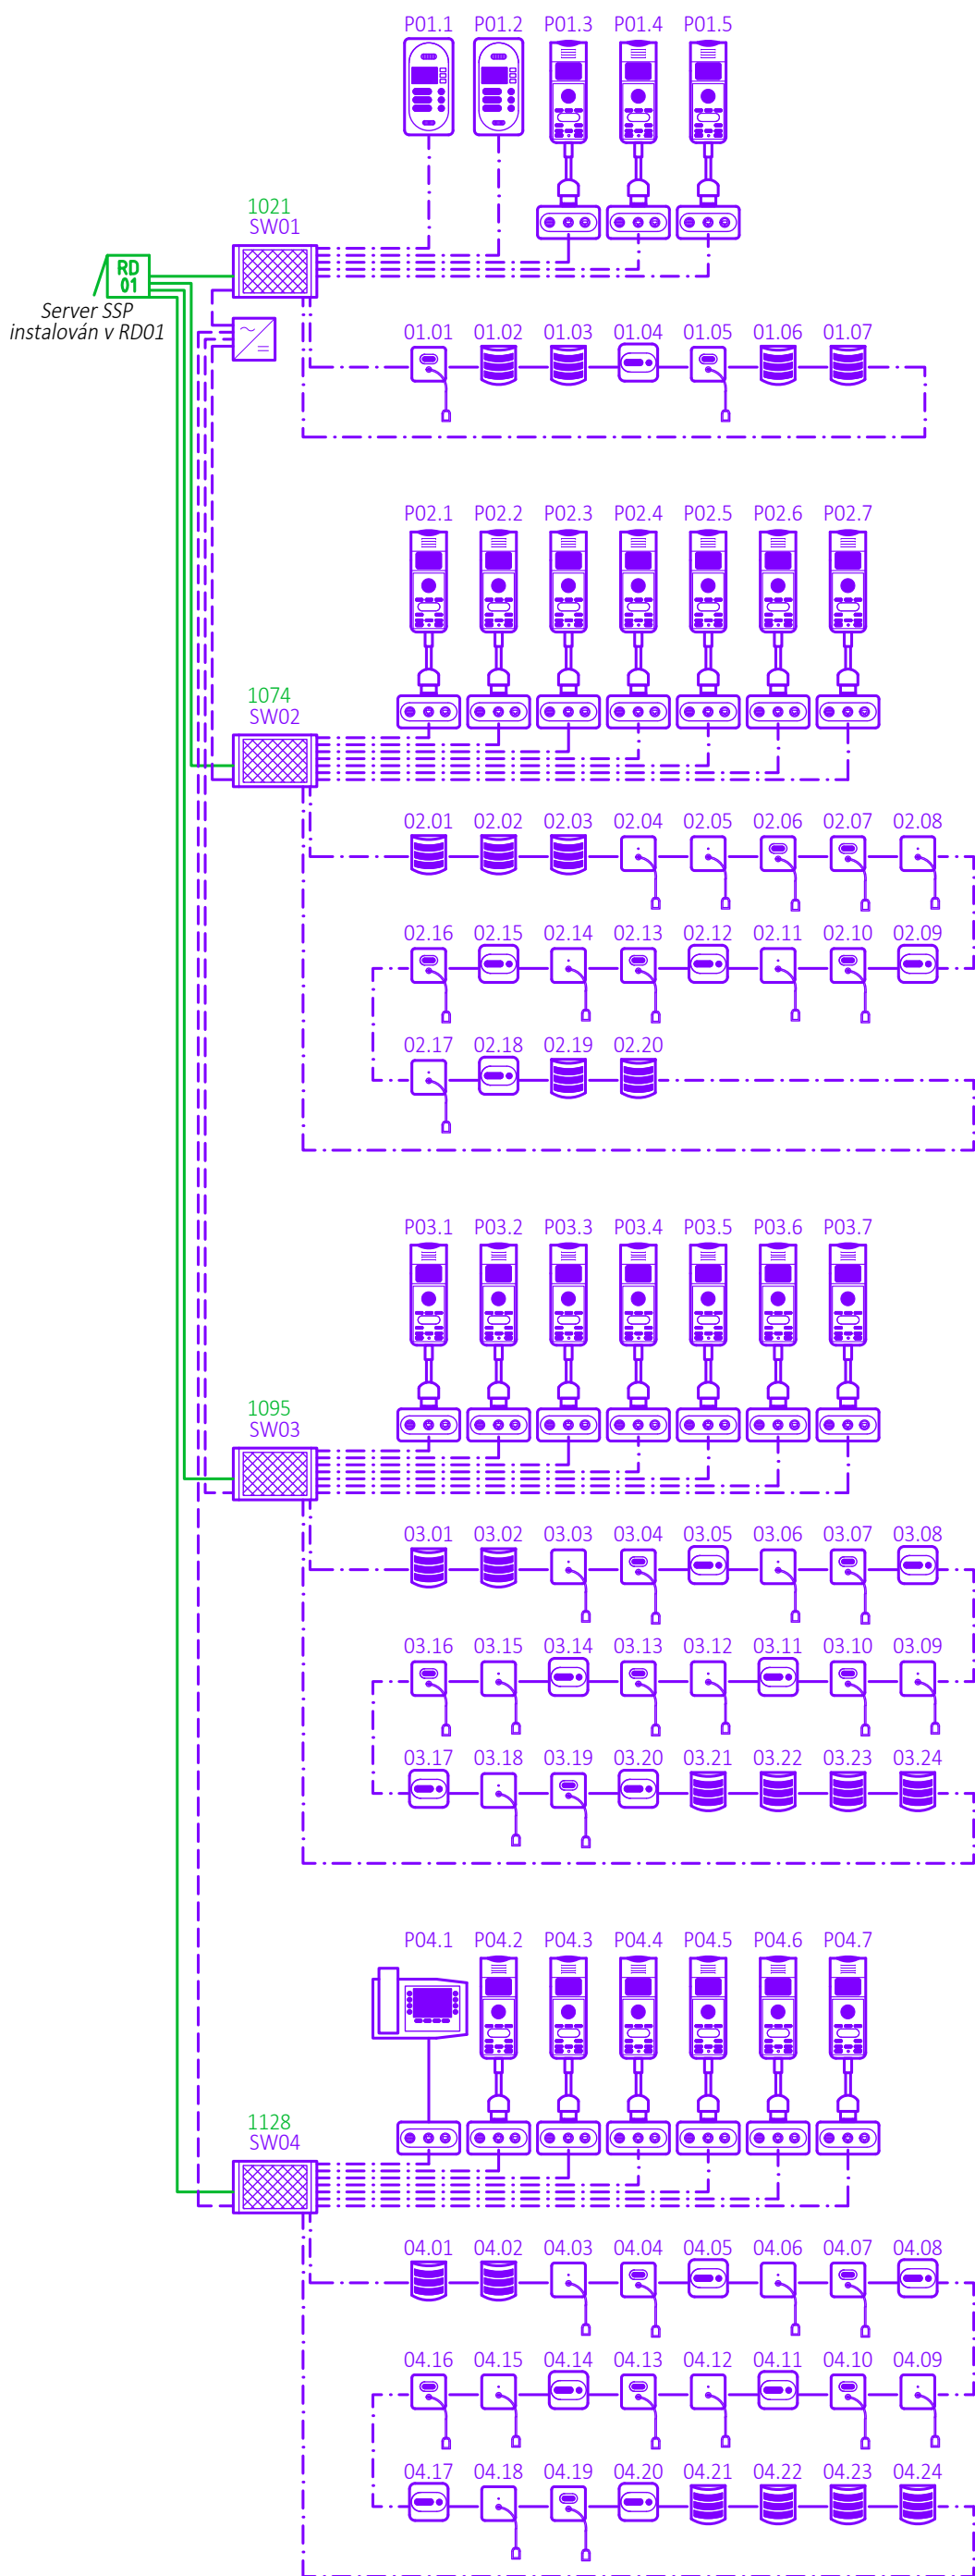 P01.1 P01.2 P01.3 P01.4 P01.5
1021
SW01
RD
01
Server SSP
instalován v RD01
01.01 01.02 01.03 01.04 01.05 01.06 01.07
P02.1 P02.2 P02.3 P02.4 P02.5 P02.6 P02.7
1074
SW02
02.01 02.02 02.03 02.04 02.05 02.06 02.07 02.08
02.16 02.15 02.14 02.13 02.12 02.11 02.10 02.09
02.17 02.18 02.19 02.20
P03.1 P03.2 P03.3 P03.4 P03.5 P03.6 P03.7
1095
SW03
03.01 03.02 03.03 03.04 03.05 03.06 03.07 03.08
03.16 03.15 03.14 03.13 03.12 03.11 03.10 03.09
03.17 03.18 03.19 03.20 03.21 03.22 03.23 03.24
P04.1 P04.2 P04.3 P04.4 P04.5 P04.6 P04.7
1128
SW04
04.01 04.02 04.03 04.04 04.05 04.06 04.07 04.08
04.16 04.15 04.14 04.13 04.12 04.11 04.10 04.09
04.17 04.18 04.19 04.20 04.21 04.22 04.23 04.24